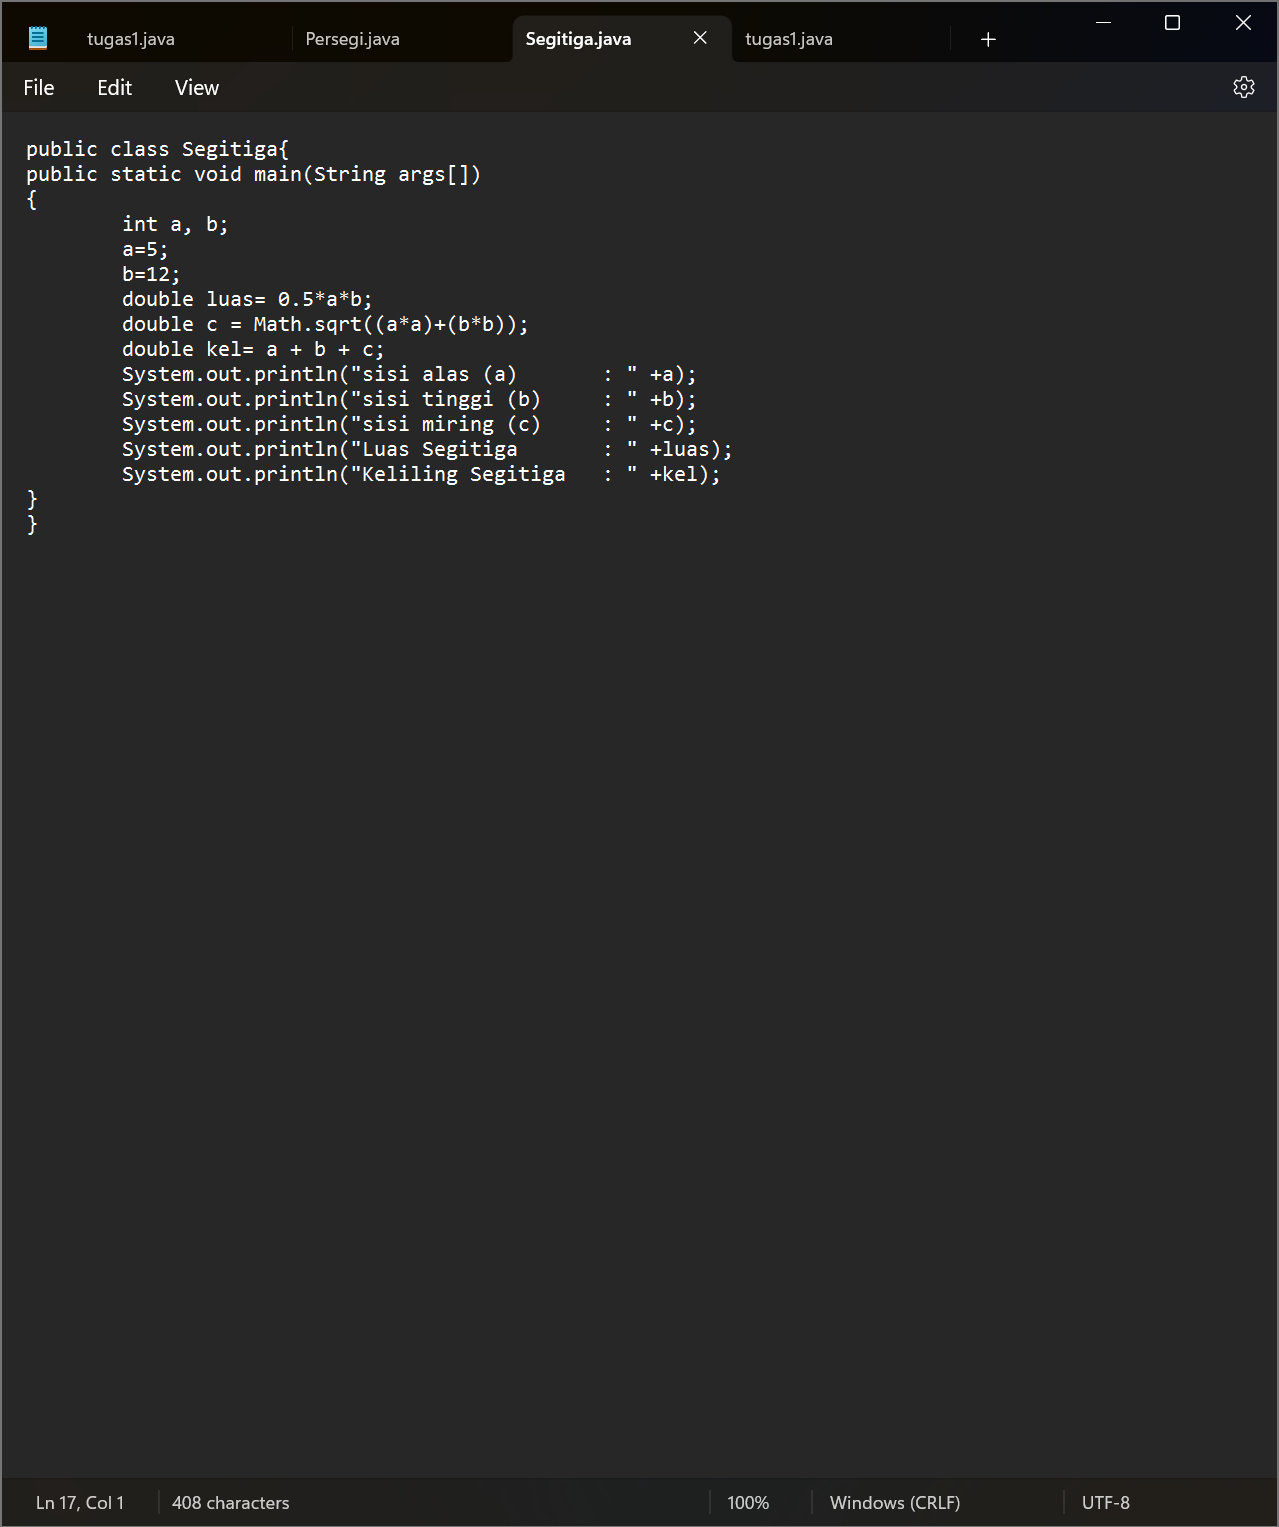 tugas1.java Persegi.java Segitiga.java tugas1.java
File Edit View
public class Segitiga{
public static void main(String args[])
{
        int a, b;
        a=5;
        b=12;
        double luas= 0.5*a*b;
        double c = Math.sqrt((a*a)+(b*b));
        double kel= a + b + c;
        System.out.println("sisi alas (a)       : " +a);
        System.out.println("sisi tinggi (b)     : " +b);
        System.out.println("sisi miring (c)     : " +c);
        System.out.println("Luas Segitiga       : " +luas);
        System.out.println("Keliling Segitiga   : " +kel);
}
}
Ln 17, Col 1 408 characters 100% Windows (CRLF) UTF-8